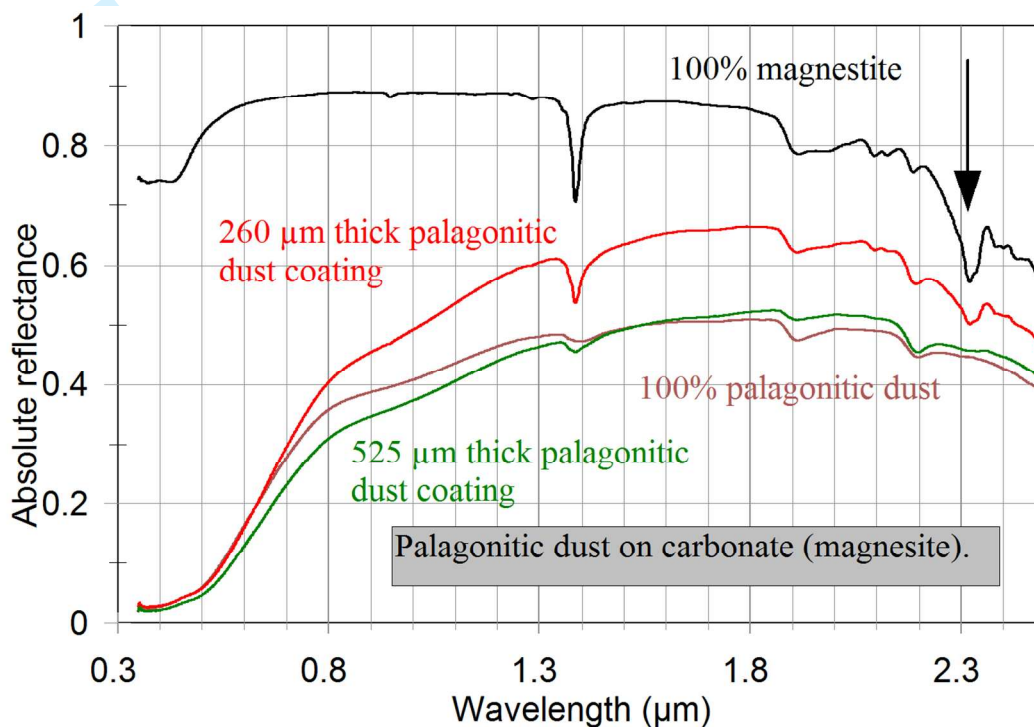 1
100% magnestite
0.8
260 µm thick palagonitic
dust coating
0.6
Absolute reflectance
0.4
100% palagonitic dust
525 µm thick palagonitic
dust coating
0.2
Palagonitic dust on carbonate (magnesite).
0
0.3 0.8 1.3 1.8 2.3
Wavelength (µm)